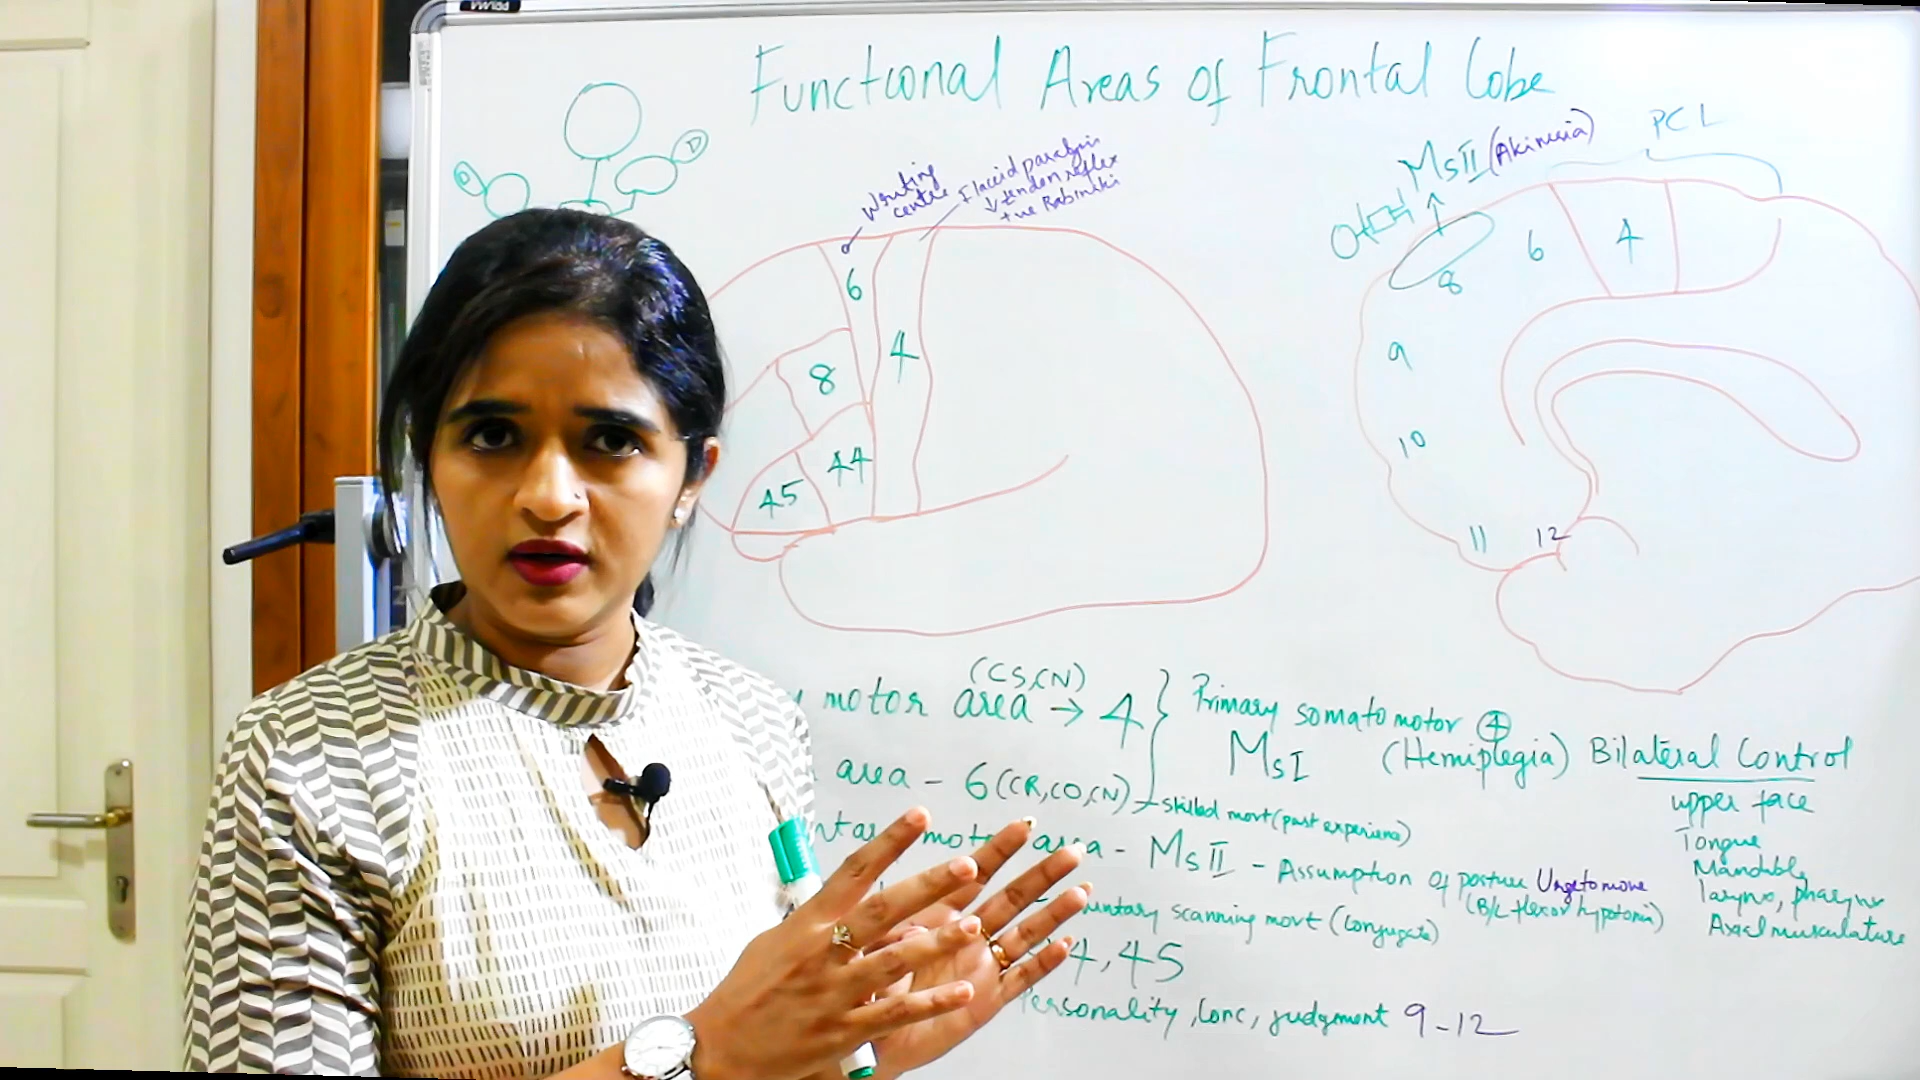 Functional Areas of Frontal Lobe
D
D
Writing
centre
Flaccid paralysis
↓ tendon reflex
+ve Babinski
6
4
8
44
45
PCL
MsII (Akinesia)
8
6
4
9
10
11
12
motor area → 4
(CS, CN)
area - 6 (CR, CO, CN)
Primary somatomotor 4
MsI (Hemiplegia)
Bilateral Control
upper face
Tongue
Mandible
larynx, pharynx
Axial musculature
skilled movt (past experience)
motor area - MsII - Assumption of posture Urge to move
(B/L flexor hypotonia)
scanning movt (conjugate)
44, 45
Personality, Conc, judgment 9-12